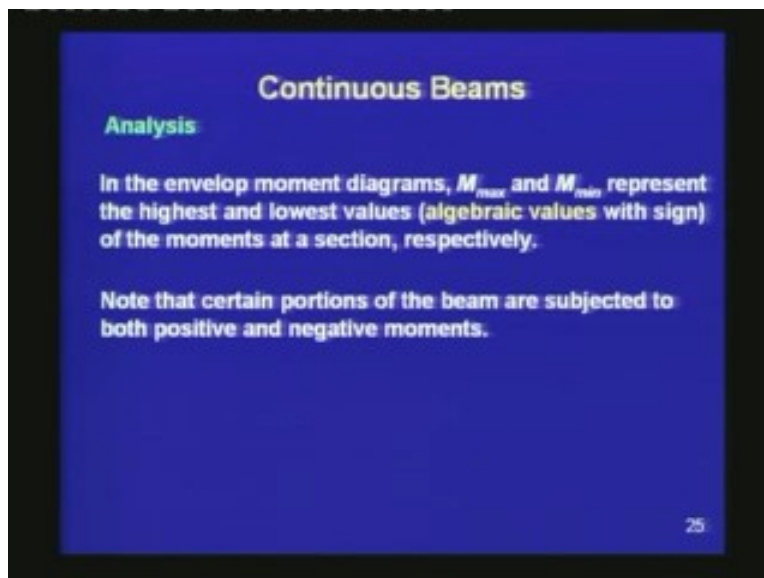 Continuous Beams
Analysis
In the envelop moment diagrams, Mmax and Mmin represent
the highest and lowest values (algebraic values with sign)
of the moments at a section, respectively.
Note that certain portions of the beam are subjected to
both positive and negative moments.
25